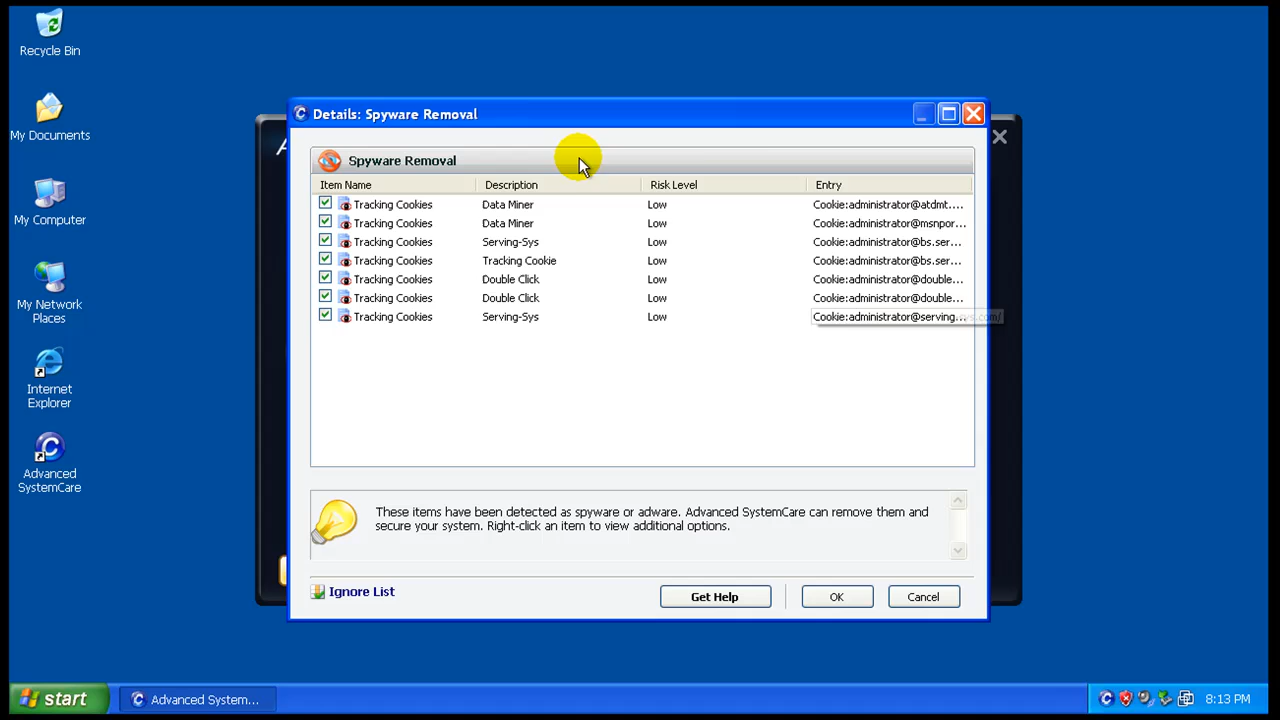 Recycle Bin
My Documents
My Computer
My Network
Places
Internet
Explorer
Advanced
SystemCare
Details: Spyware Removal
Spyware Removal
Item Name Description Risk Level Entry
Tracking Cookies Data Miner Low Cookie:administrator@atdmt....
Tracking Cookies Data Miner Low Cookie:administrator@msnpor...
Tracking Cookies Serving-Sys Low Cookie:administrator@bs.ser...
Tracking Cookies Tracking Cookie Low Cookie:administrator@bs.ser...
Tracking Cookies Double Click Low Cookie:administrator@double...
Tracking Cookies Double Click Low Cookie:administrator@double...
Tracking Cookies Serving-Sys Low Cookie:administrator@serving...
These items have been detected as spyware or adware. Advanced SystemCare can remove them and
secure your system. Right-click an item to view additional options.
Ignore List
Get Help
OK
Cancel
start
Advanced System...
8:13 PM